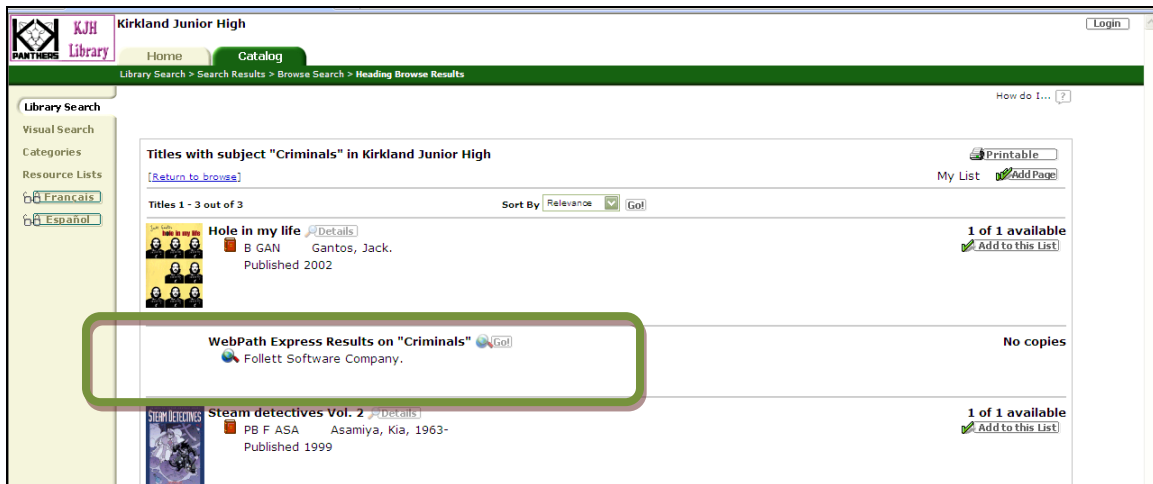 KJH
Library
PANTHERS
Kirkland Junior High
Login
Home
Catalog
Library Search > Search Results > Browse Search > Heading Browse Results
How do I... ?
Library Search
Visual Search
Categories
Resource Lists
Français
Español
Titles with subject "Criminals" in Kirkland Junior High
Printable
[Return to browse]
My List Add Page
Titles 1 - 3 out of 3
Sort By Relevance Go!
hole in my life
Hole in my life Details
1 of 1 available
B GAN Gantos, Jack.
Add to this List
Published 2002
WebPath Express Results on "Criminals" Go!
No copies
Follett Software Company.
STEAM DETECTIVES
Steam detectives Vol. 2 Details
1 of 1 available
PB F ASA Asamiya, Kia, 1963-
Add to this List
Published 1999